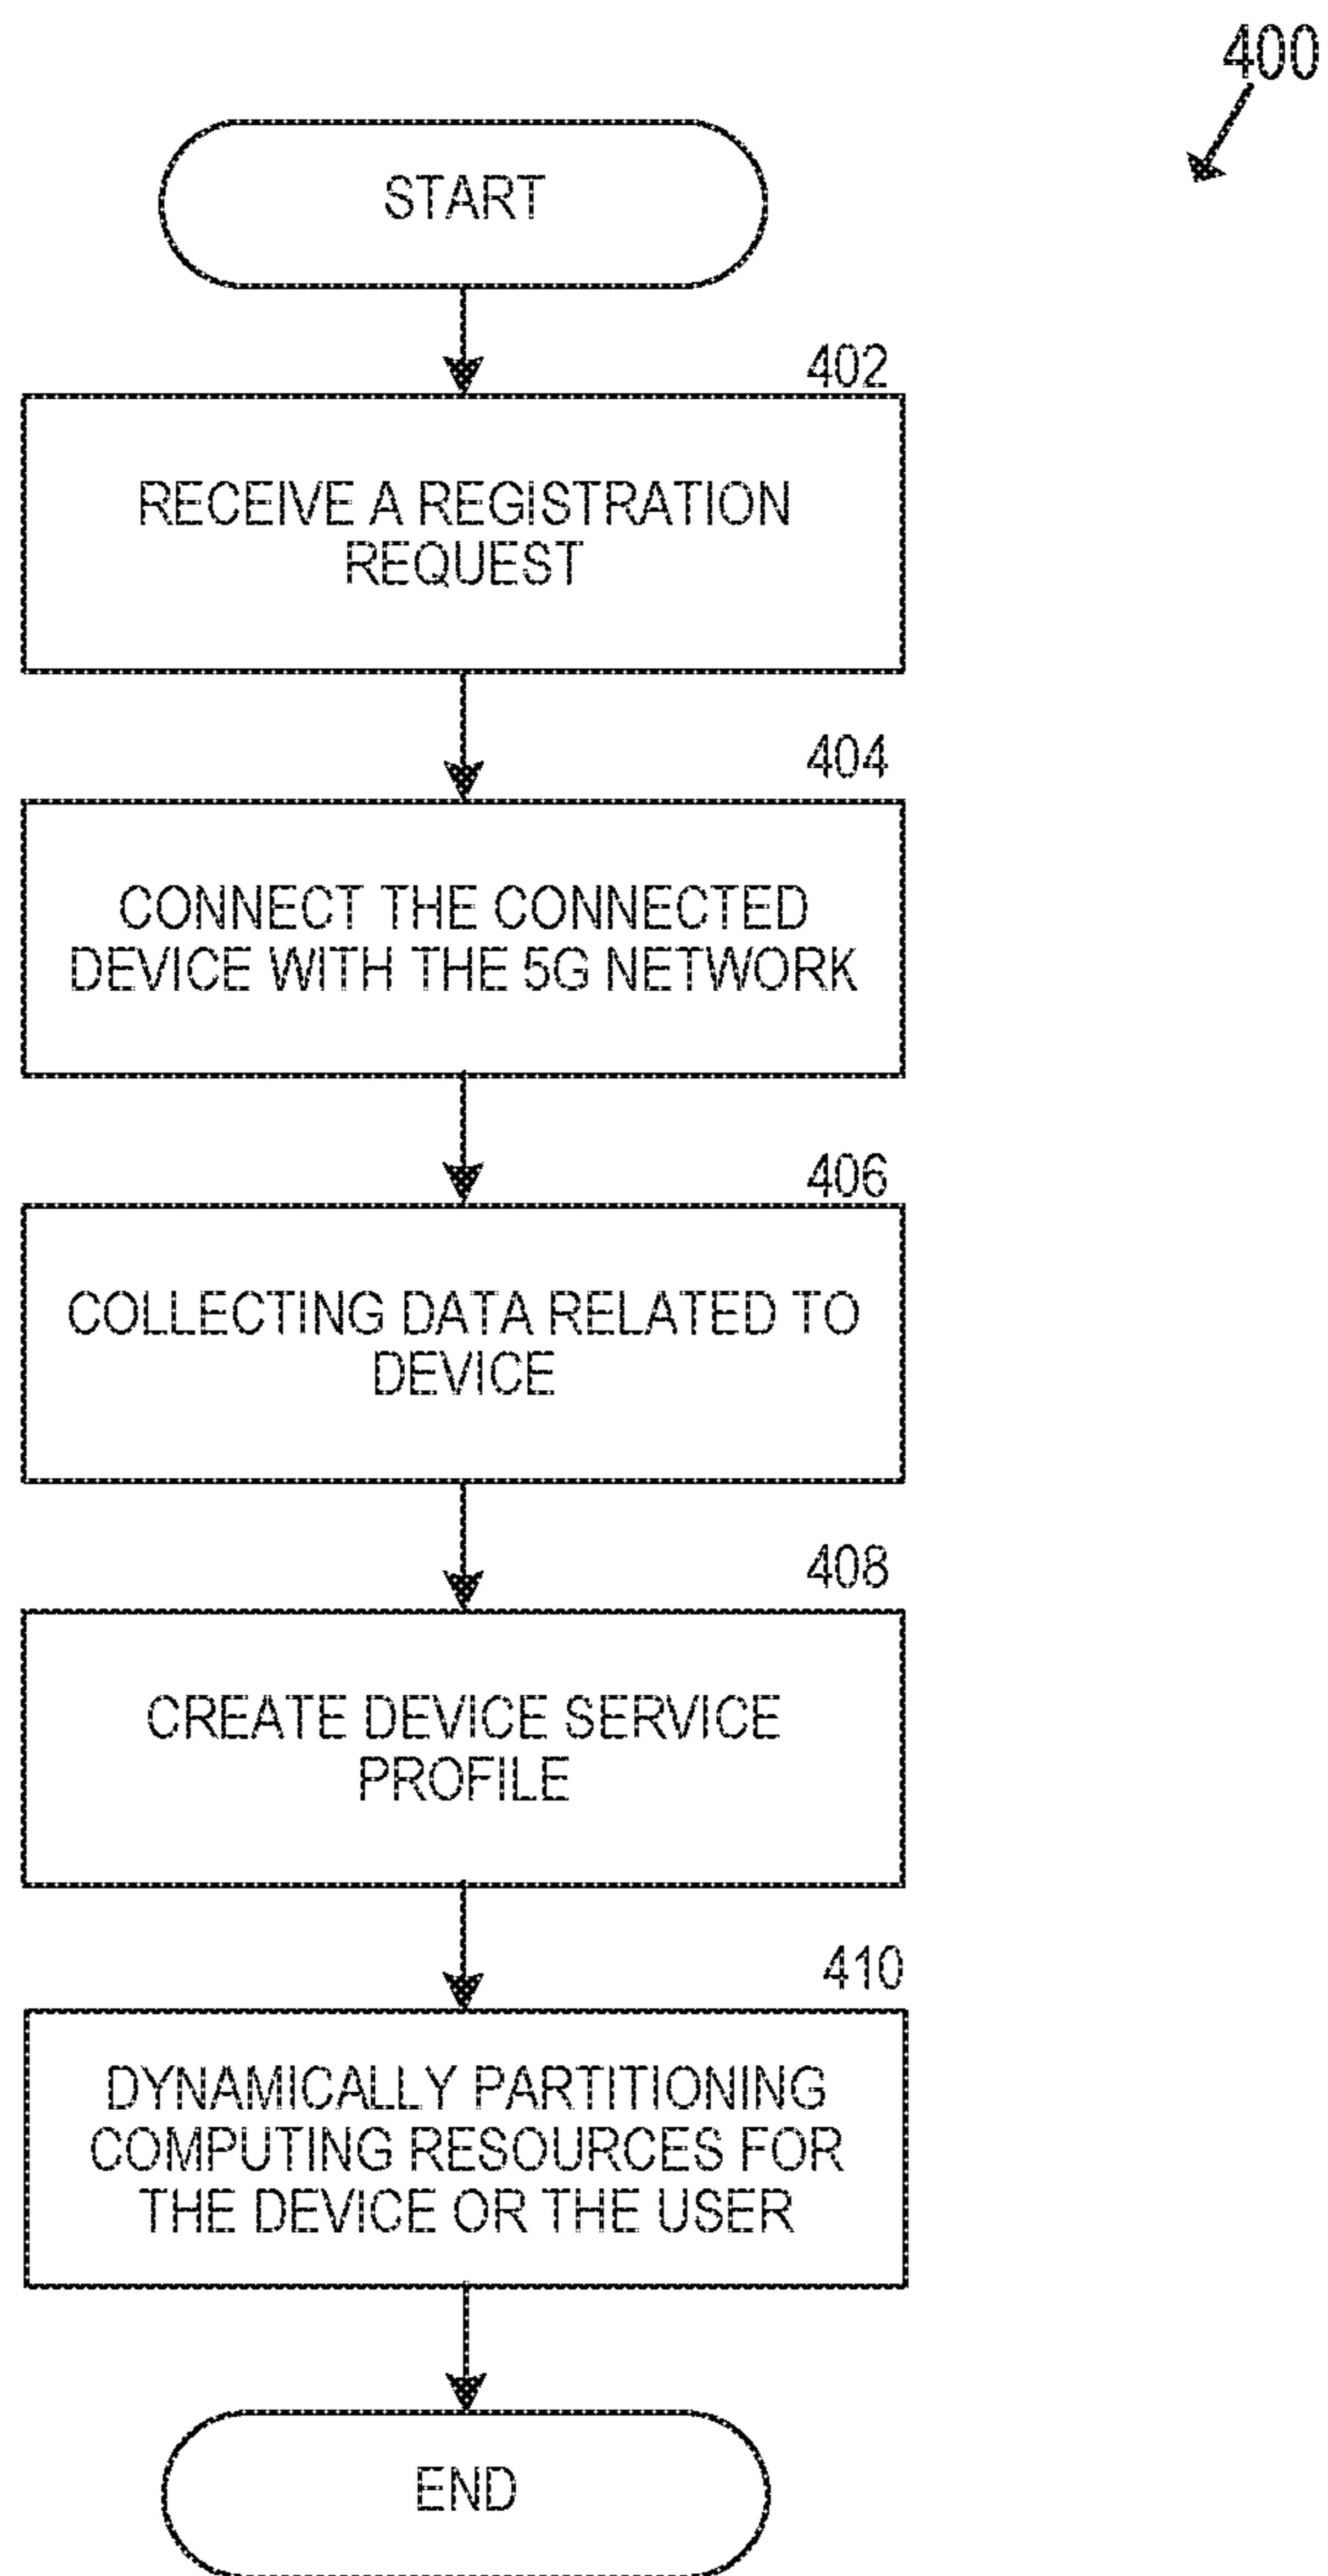 400
START
402
RECEIVE A REGISTRATION
REQUEST
404
CONNECT THE CONNECTED
DEVICE WITH THE 5G NETWORK
406
COLLECTING DATA RELATED TO
DEVICE
408
CREATE DEVICE SERVICE
PROFILE
410
DYNAMICALLY PARTITIONING
COMPUTING RESOURCES FOR
THE DEVICE OR THE USER
END